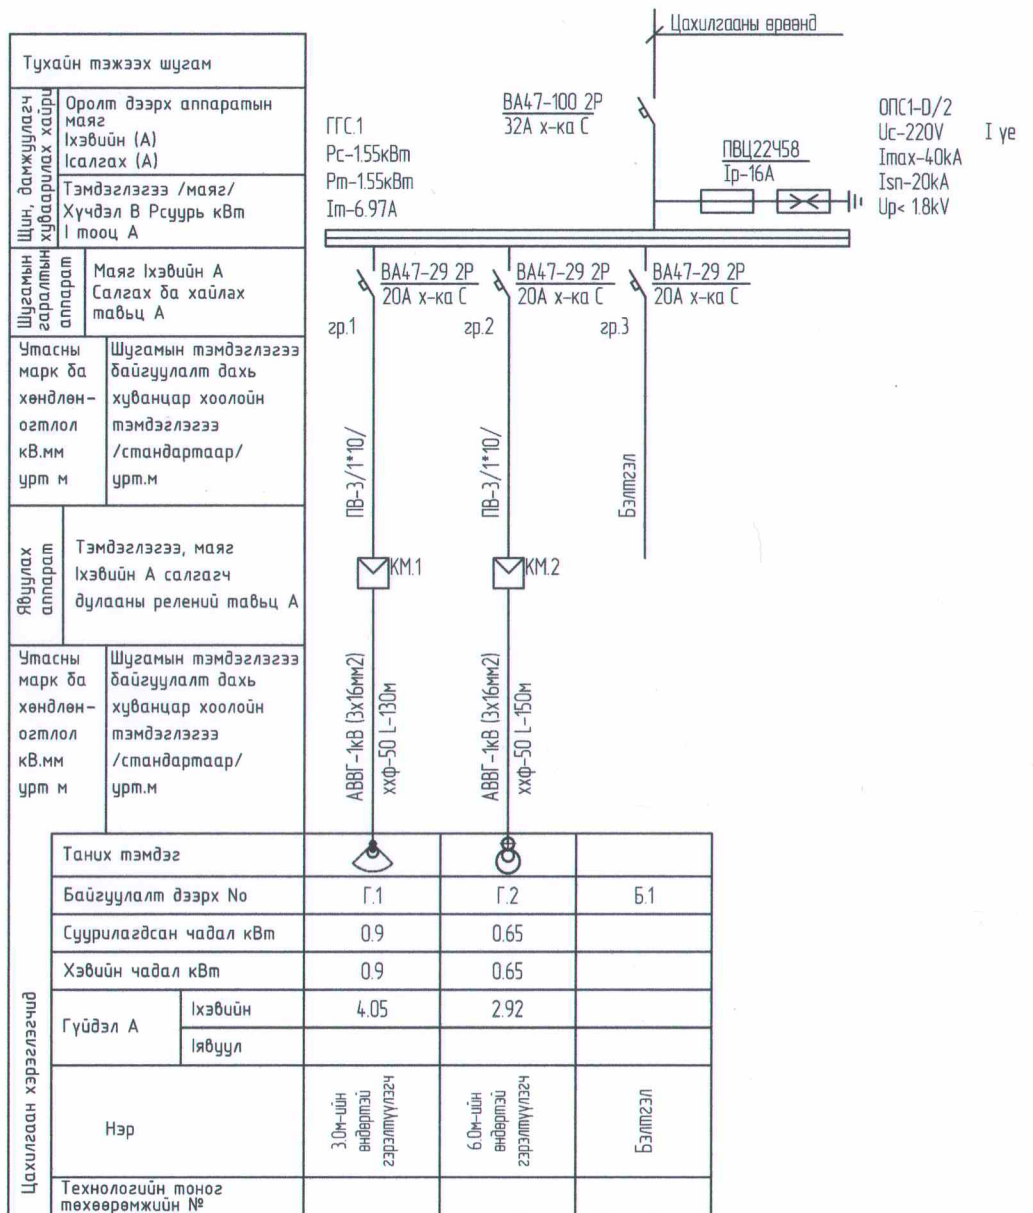 Цахилгааны өрөөнд
Тухайн тэжээх шугам
Щин, дамжуулагч
хуваарилах хайрц
Оролт дээрх аппаратын
маяг
Iхэвийн (А)
Iсалгах (А)
Тэмдэглэгээ /маяг/
Хүчдэл В Рсуурь кВт
I тооц А
ГГС.1
Рс-1.55кВт
Рт-1.55кВт
Iт-6.97А
ВА47-100 2Р
32А х-ка С
ПВЦ22Ч58
Iр-16А
ОПС1-D/2
Uc-220V
Imax-40kA
Isn-20kA
Up< 1.8kV
I үе
Шугамын
гаралтын
аппарат
Маяг Iхэвийн А
Салгах ба хайлах
тавьц А
ВА47-29 2Р
20А х-ка С
ВА47-29 2Р
20А х-ка С
ВА47-29 2Р
20А х-ка С
гр.1
гр.2
гр.3
Утасны
марк ба
хөндлөн-
огтлол
кВ.мм
урт м
Шугамын тэмдэглэгээ
байгуулалт дахь
хуванцар хоолойн
тэмдэглэгээ
/стандартаар/
урт.м
ПВ-3/1*10/
ПВ-3/1*10/
Бэлтгэл
Явуулах
аппарат
Тэмдэглэгээ, маяг
Iхэвийн А салгагч
дулааны релений тавьц А
КМ.1
КМ.2
Утасны
марк ба
хөндлөн-
огтлол
кВ.мм
урт м
Шугамын тэмдэглэгээ
байгуулалт дахь
хуванцар хоолойн
тэмдэглэгээ
/стандартаар/
урт.м
АВВГ-1кВ (3х16мм2)
ххф-50 L-130м
АВВГ-1кВ (3х16мм2)
ххф-50 L-150м
Цахилгаан хэрэглэгчид
Таних тэмдэг
Байгуулалт дээрх No
Г.1
Г.2
Б.1
Суурилагдсан чадал кВт
0.9
0.65
Хэвийн чадал кВт
0.9
0.65
Гүйдэл А
Iхэвийн
4.05
2.92
Iявуул
Нэр
3.0м-ийн
өндөртэй
гэрэлтүүлэгч
6.0м-ийн
өндөртэй
гэрэлтүүлэгч
Бэлтгэл
Технологийн тоног
төхөөрөмжийн №